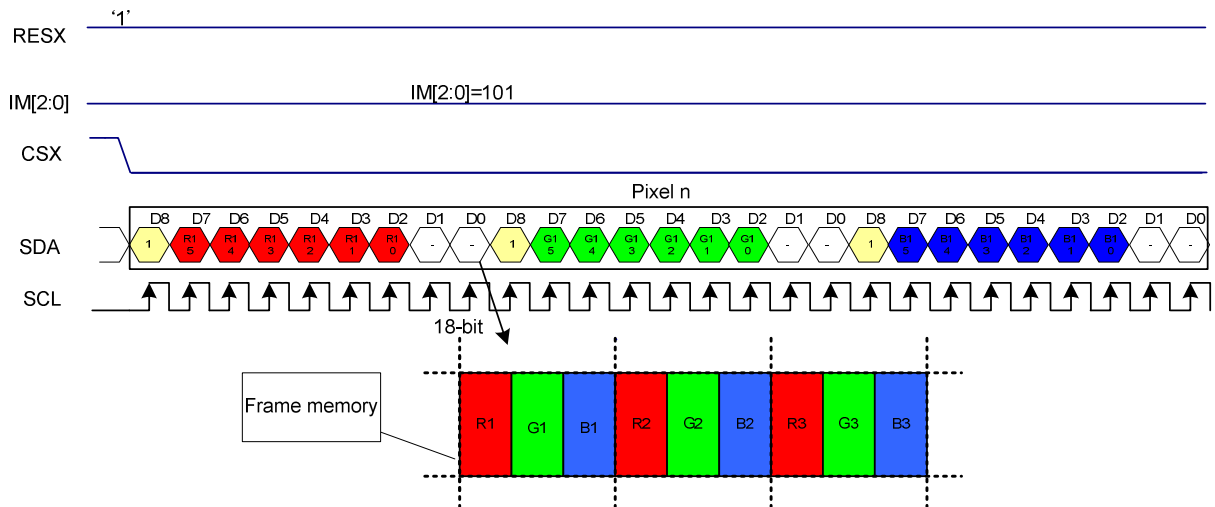 ‘1’
RESX
IM[2:0]
IM[2:0]=101
CSX
Pixel n
D8 D7 D6 D5 D4 D3 D2 D1 D0 D8 D7 D6 D5 D4 D3 D2 D1 D0 D8 D7 D6 D5 D4 D3 D2 D1 D0
SDA
1 R15 R14 R13 R12 R11 R10 - - 1 G15 G14 G13 G12 G11 G10 - - 1 B15 B14 B13 B12 B11 B10 - -
SCL
18-bit
Frame memory
R1 G1 B1 R2 G2 B2 R3 G3 B3